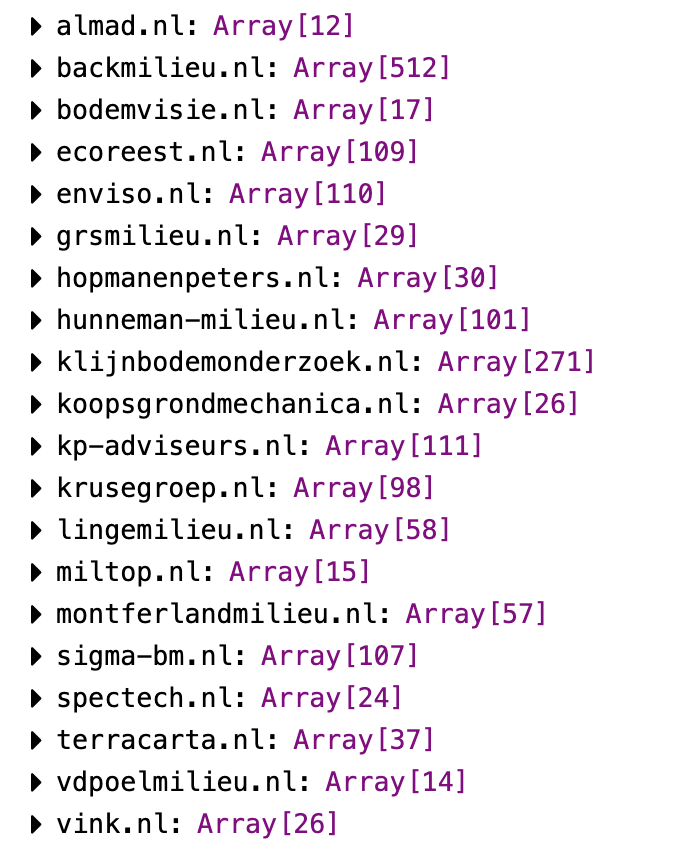 almad.nl: Array[12]
backmilieu.nl: Array[512]
bodemvisie.nl: Array[17]
ecoreest.nl: Array[109]
enviso.nl: Array[110]
grsmilieu.nl: Array[29]
hopmanenpeters.nl: Array[30]
hunneman-milieu.nl: Array[101]
klijnbodemonderzoek.nl: Array[271]
koopsgrondmechanica.nl: Array[26]
kp-adviseurs.nl: Array[111]
krusegroep.nl: Array[98]
lingemilieu.nl: Array[58]
miltop.nl: Array[15]
montferlandmilieu.nl: Array[57]
sigma-bm.nl: Array[107]
spectech.nl: Array[24]
terracarta.nl: Array[37]
vdpoelmilieu.nl: Array[14]
vink.nl: Array[26]